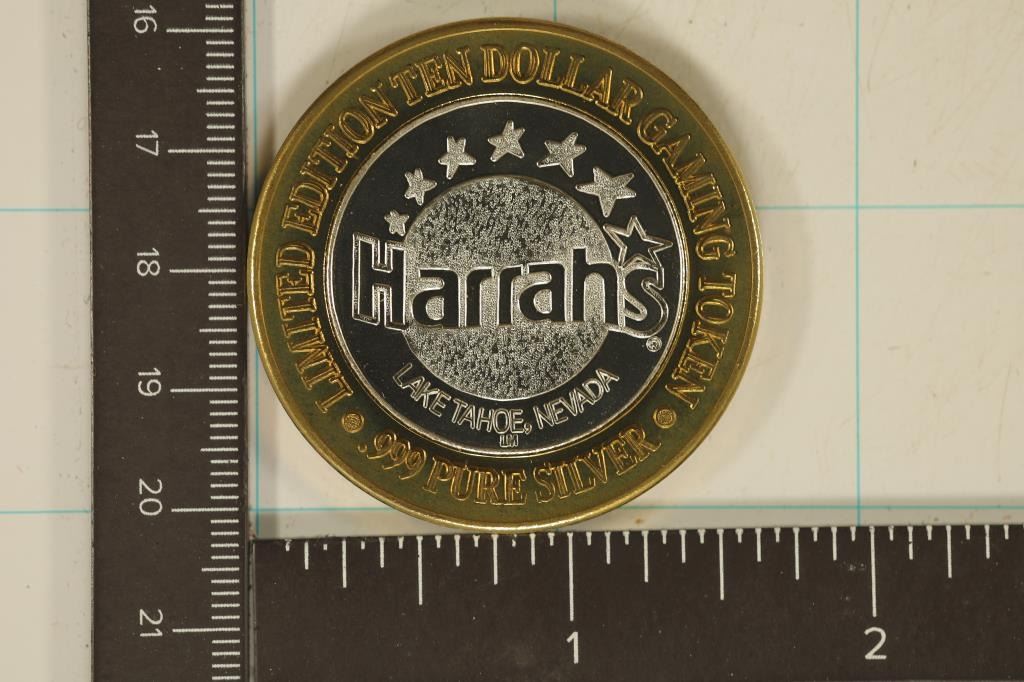 LIMITED EDITION TEN DOLLAR GAMING TOKEN
.999 PURE SILVER
Harrahs®
LAKE TAHOE, NEVADA
16
17
18
19
20
21
1
2